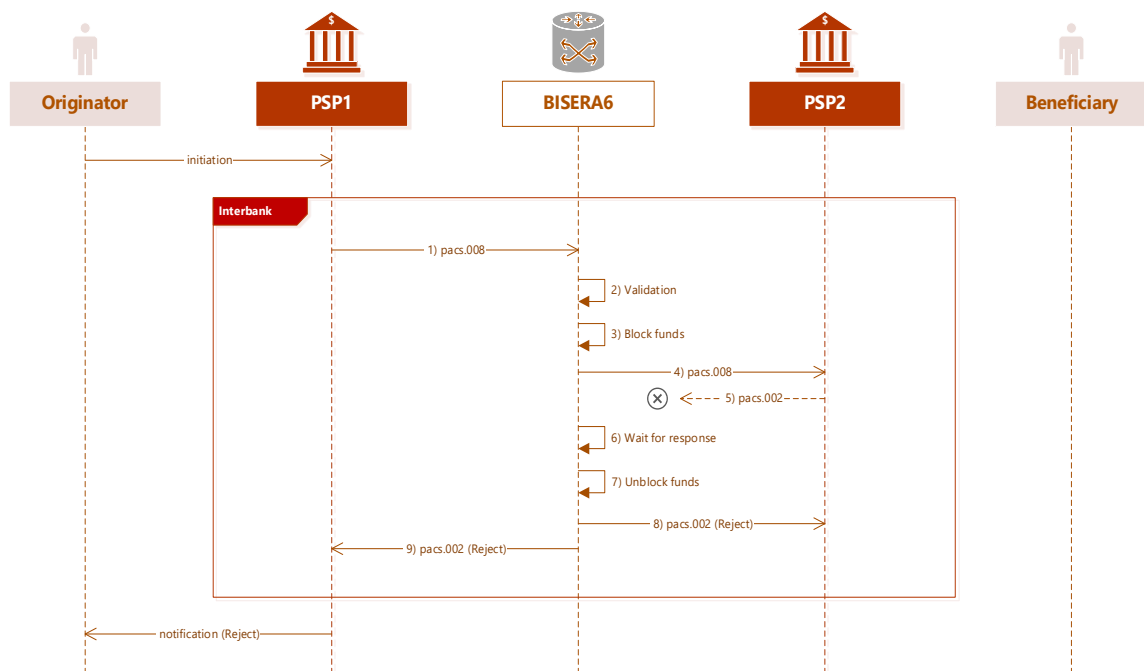 $
$
Originator
PSP1
BISERA6
PSP2
Beneficiary
initiation
Interbank
1) pacs.008
2) Validation
3) Block funds
4) pacs.008
5) pacs.002
6) Wait for response
7) Unblock funds
8) pacs.002 (Reject)
9) pacs.002 (Reject)
notification (Reject)